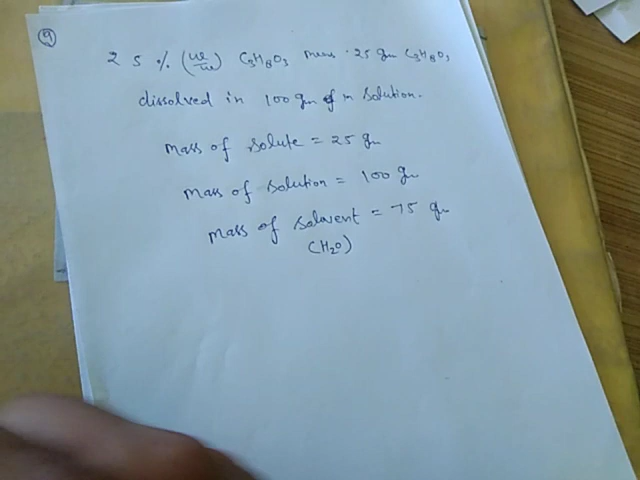 9
25 % (w/w) C3H8O3 means 25 gm C3H8O3
dissolved in 100 gm of solution.
Mass of solute = 25 gm
Mass of solution = 100 gm
Mass of solvent = 75 gm
(H2O)